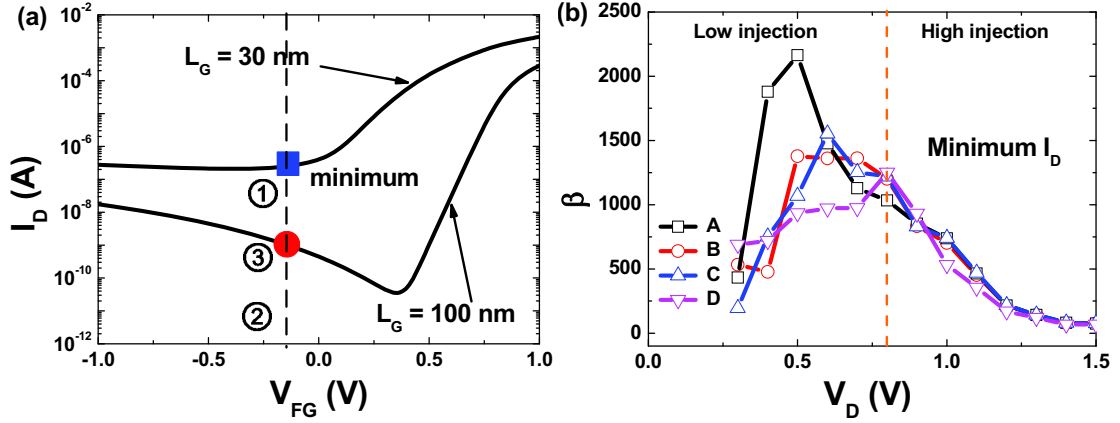 (a)
L_G = 30 nm
minimum
①
③
②
L_G = 100 nm
10^-2
10^-4
10^-6
10^-8
10^-10
10^-12
I_D (A)
-1.0 -0.5 0.0 0.5 1.0
V_FG (V)
(b)
Low injection High injection
Minimum I_D
A
B
C
D
2500
2000
1500
1000
500
0
β
0.0 0.5 1.0 1.5
V_D (V)